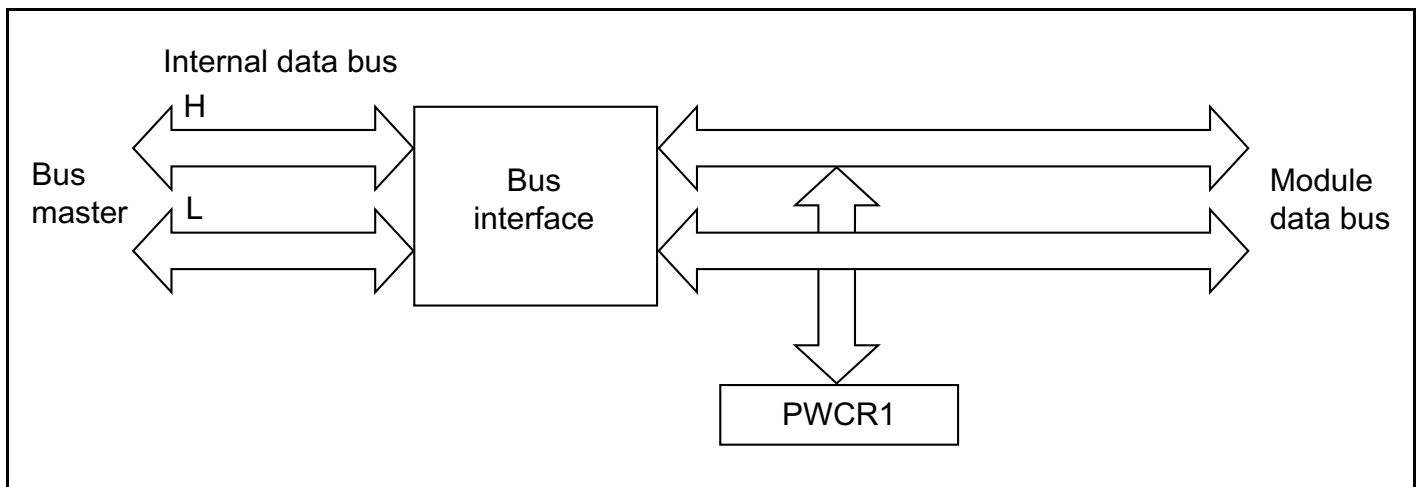 Internal data bus
H
Bus
master
L
Bus
interface
Module
data bus
PWCR1